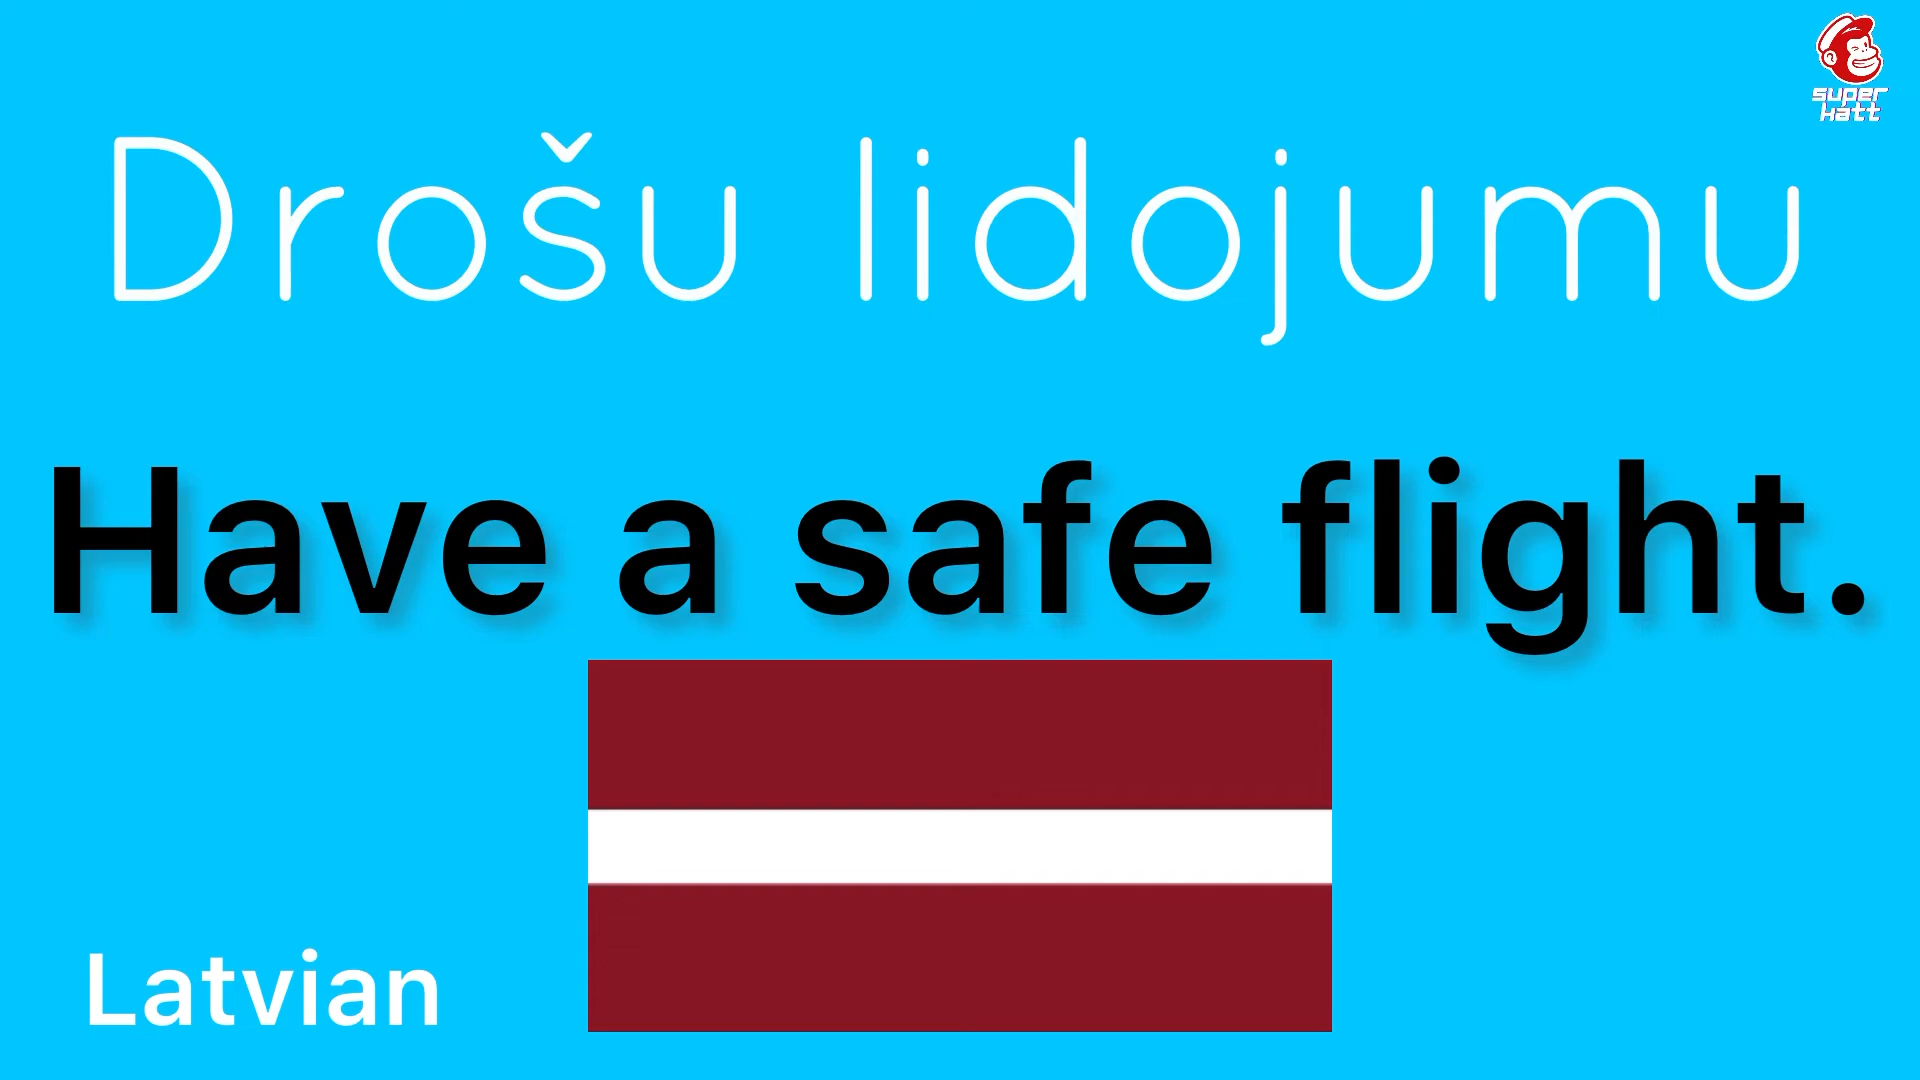 super
hatt
Drošu lidojumu
Have a safe flight.
Latvian